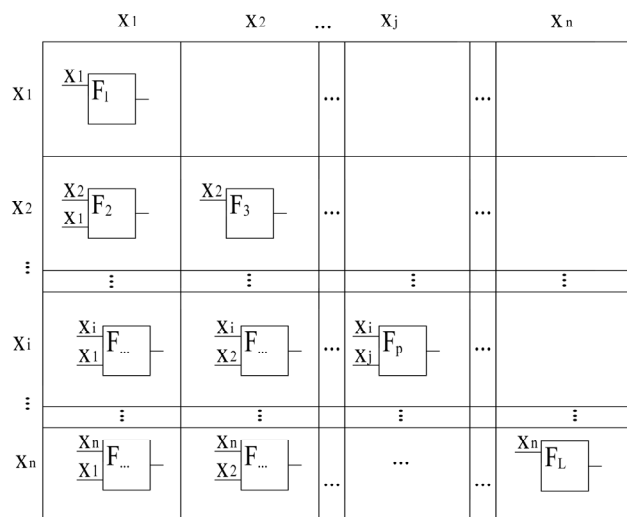 X1 X2 ... Xj Xn
X1 X1 F1 ... ...
X2 X2 X1 F2 X2 F3 ... ...
⋮ ⋮ ⋮ ⋮ ⋮
Xi Xi X1 F... Xi X2 F... ... Xi Xj Fp ...
⋮ ⋮ ⋮ ⋮ ⋮
Xn Xn X1 F... Xn X2 F... ... ... ... Xn FL